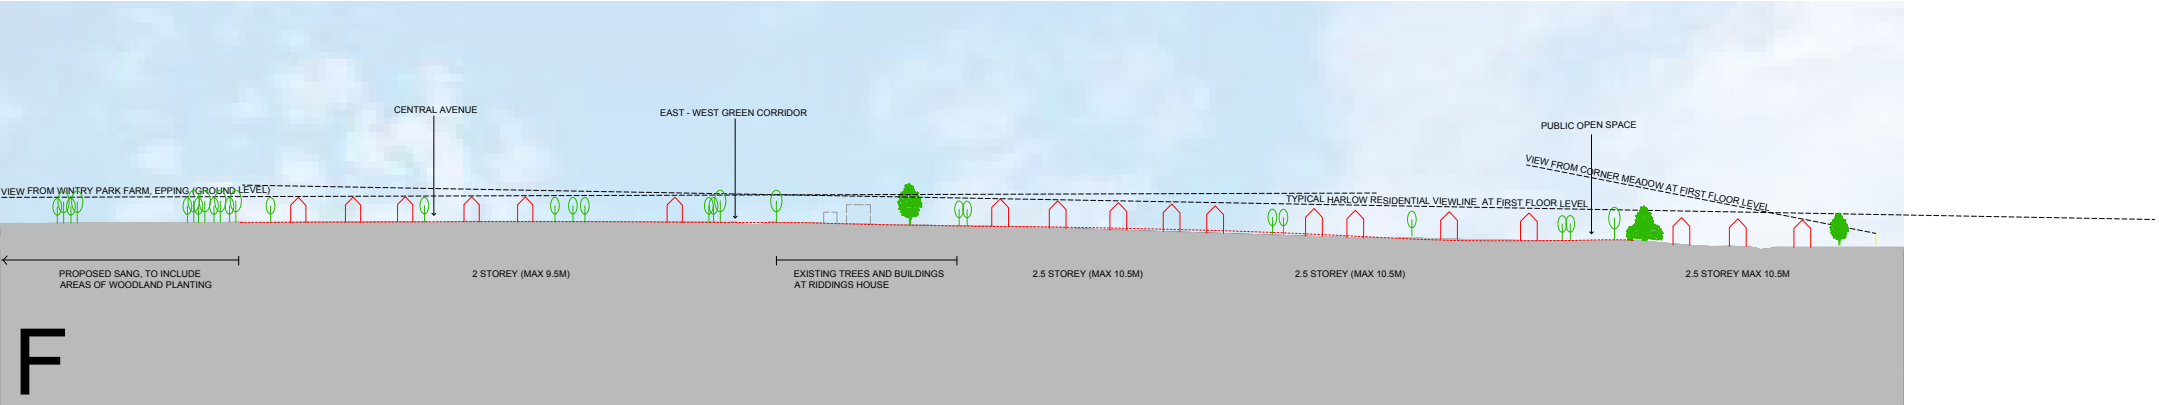 CENTRAL AVENUE
EAST - WEST GREEN CORRIDOR
PUBLIC OPEN SPACE
VIEW FROM CORNER MEADOW AT FIRST FLOOR LEVEL
VIEW FROM WINTRY PARK FARM, EPPING (GROUND LEVEL)
TYPICAL HARLOW RESIDENTIAL VIEWLINE AT FIRST FLOOR LEVEL
PROPOSED SANG, TO INCLUDE
AREAS OF WOODLAND PLANTING
2 STOREY (MAX 9.5M)
EXISTING TREES AND BUILDINGS
AT RIDDINGS HOUSE
2.5 STOREY (MAX 10.5M)
2.5 STOREY (MAX 10.5M)
2.5 STOREY MAX 10.5M
F